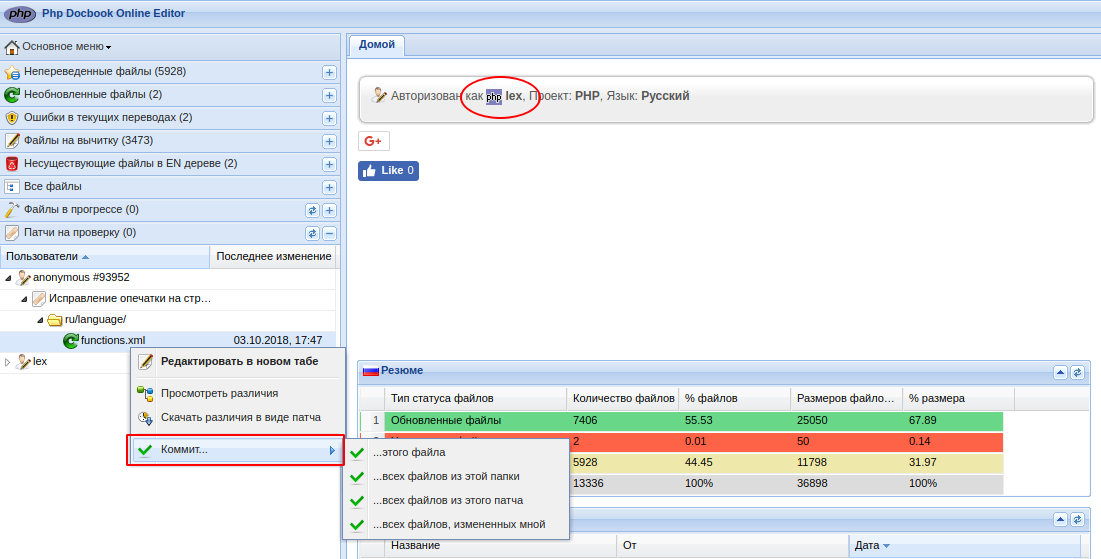 php Php Docbook Online Editor
Основное меню
Непереведенные файлы (5928)
Необновленные файлы (2)
Ошибки в текущих переводах (2)
Файлы на вычитку (3473)
Несуществующие файлы в EN дереве (2)
Все файлы
Файлы в прогрессе (0)
Патчи на проверку (0)
Пользователи Последнее изменение
anonymous #93952
Исправление опечатки на стр…
ru/language/
functions.xml 03.10.2018, 17:47
lex
Редактировать в новом табе
Просмотреть различия
Скачать различия в виде патча
Коммит...
...этого файла
...всех файлов из этой папки
...всех файлов из этого патча
...всех файлов, измененных мной
Домой
Авторизован как php lex, Проект: PHP, Язык: Русский
G+
Like 0
Резюме
Тип статуса файлов Количество файлов % файлов Размеров файло… % размера
1 Обновленные файлы 7406 55.53 25050 67.89
2 0.01 50 0.14
5928 44.45 11798 31.97
13336 100% 36898 100%
Название От Дата